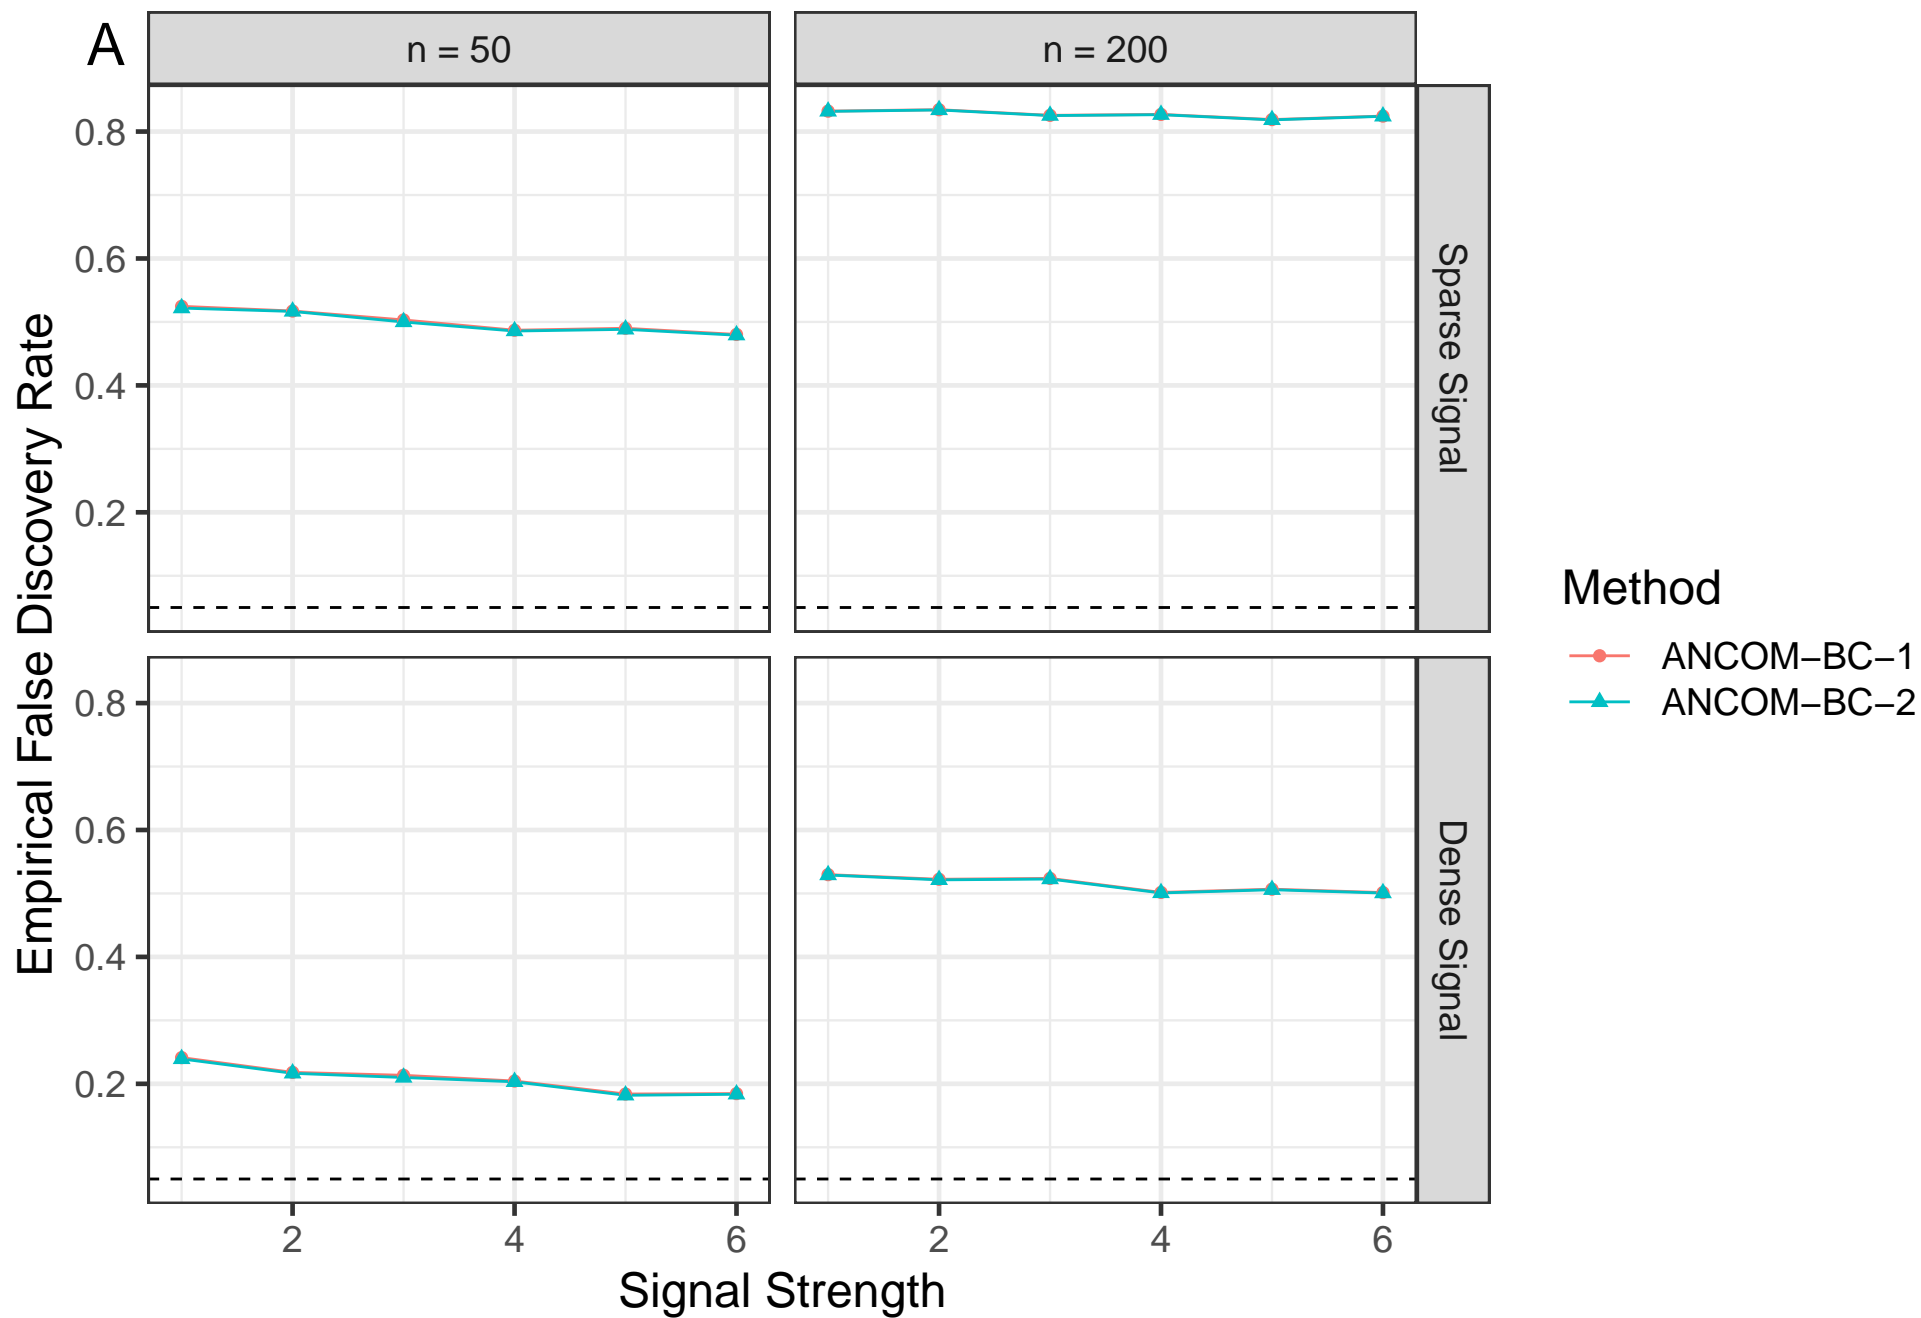 A
n = 50
n = 200
Empirical False Discovery Rate
0.8
0.6
0.4
0.2
Sparse Signal
0.8
0.6
0.4
0.2
Dense Signal
2
4
6
2
4
6
Signal Strength
Method
ANCOM−BC−1
ANCOM−BC−2